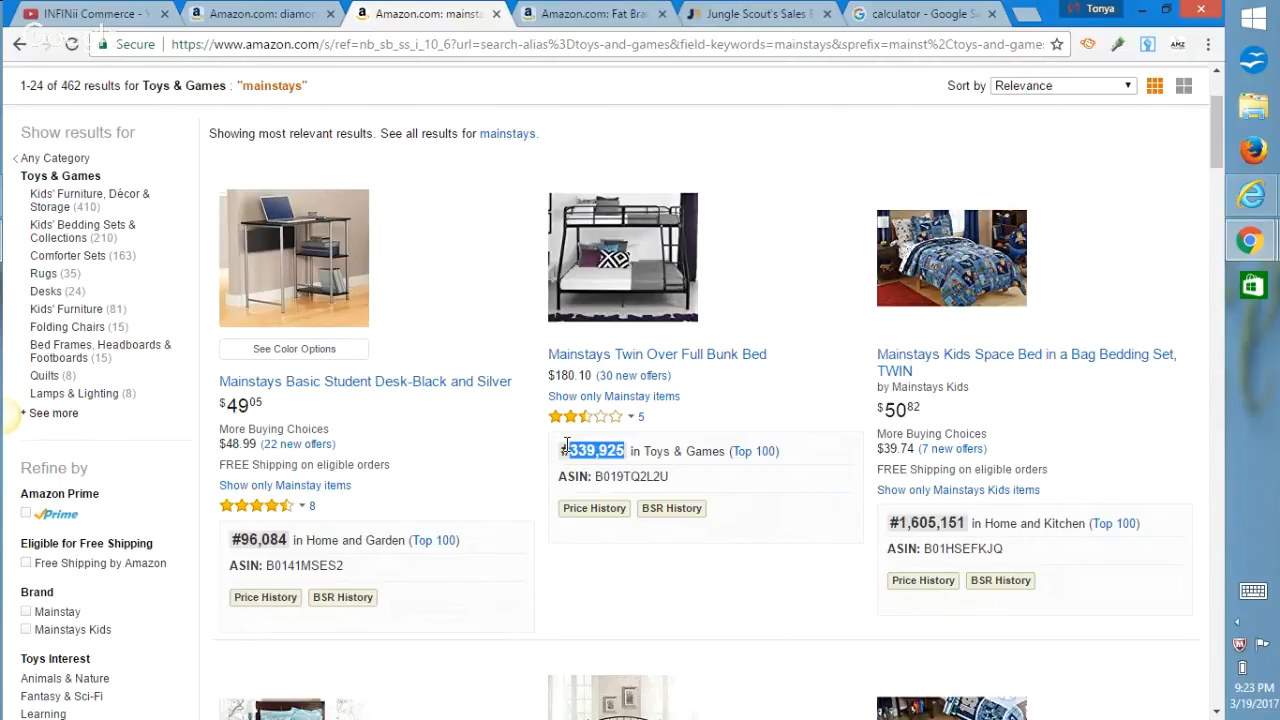 INFINii Commerce -
Amazon.com: diamor
Amazon.com: mainsta
Amazon.com: Fat Bra
Jungle Scout's Sales E
calculator - Google S
Tonya
Secure
https://www.amazon.com/s/ref=nb_sb_ss_i_10_6?url=search-alias%3Dtoys-and-games&field-keywords=mainstays&sprefix=mainst%2Ctoys-and-game
AMZ
1-24 of 462 results for Toys & Games : "mainstays"
Sort by Relevance
Show results for
Any Category
Toys & Games
Kids' Furniture, Décor &
Storage (410)
Kids' Bedding Sets &
Collections (210)
Comforter Sets (163)
Rugs (35)
Desks (24)
Kids' Furniture (81)
Folding Chairs (15)
Bed Frames, Headboards &
Footboards (15)
Quilts (8)
Lamps & Lighting (8)
+ See more
Refine by
Amazon Prime
Prime
Eligible for Free Shipping
Free Shipping by Amazon
Brand
Mainstay
Mainstays Kids
Toys Interest
Animals & Nature
Fantasy & Sci-Fi
Learning
Showing most relevant results. See all results for mainstays.
See Color Options
Mainstays Basic Student Desk-Black and Silver
$49 05
More Buying Choices
$48.99 (22 new offers)
FREE Shipping on eligible orders
Show only Mainstay items
8
#96,084 in Home and Garden (Top 100)
ASIN: B0141MSES2
Price History BSR History
Mainstays Twin Over Full Bunk Bed
$180.10 (30 new offers)
Show only Mainstay items
5
#339,925 in Toys & Games (Top 100)
ASIN: B019TQ2L2U
Price History BSR History
Mainstays Kids Space Bed in a Bag Bedding Set,
TWIN
by Mainstays Kids
$50 82
More Buying Choices
$39.74 (7 new offers)
FREE Shipping on eligible orders
Show only Mainstays Kids items
#1,605,151 in Home and Kitchen (Top 100)
ASIN: B01HSEFKJQ
Price History BSR History
9:23 PM
3/19/2017